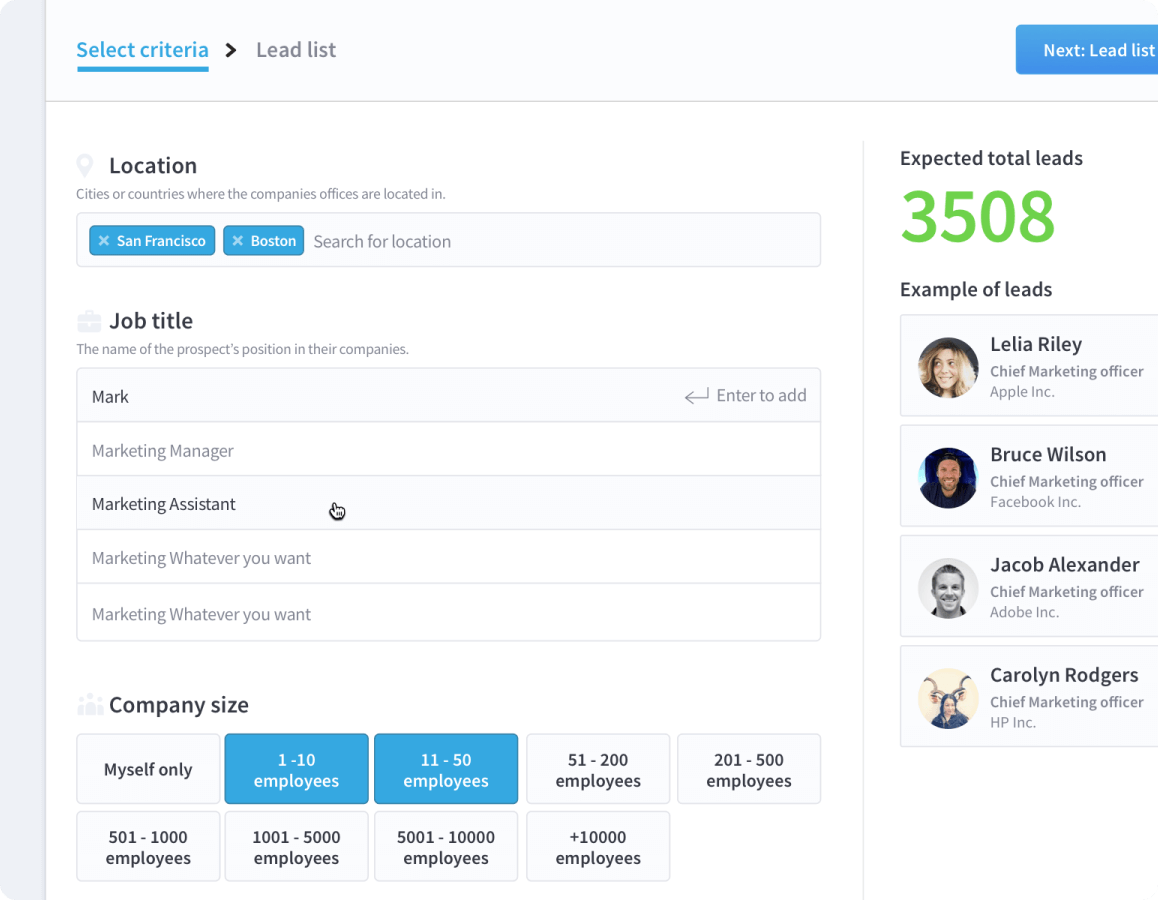 Select criteria > Lead list
Next: Lead list
Location
Cities or countries where the companies offices are located in.
× San Francisco × Boston Search for location
Job title
The name of the prospect's position in their companies.
Mark Enter to add
Marketing Manager
Marketing Assistant
Marketing Whatever you want
Marketing Whatever you want
Company size
Myself only
1 -10
employees
11 - 50
employees
51 - 200
employees
201 - 500
employees
501 - 1000
employees
1001 - 5000
employees
5001 - 10000
employees
+10000
employees
Expected total leads
3508
Example of leads
Lelia Riley
Chief Marketing officer
Apple Inc.
Bruce Wilson
Chief Marketing officer
Facebook Inc.
Jacob Alexander
Chief Marketing officer
Adobe Inc.
Carolyn Rodgers
Chief Marketing officer
HP Inc.